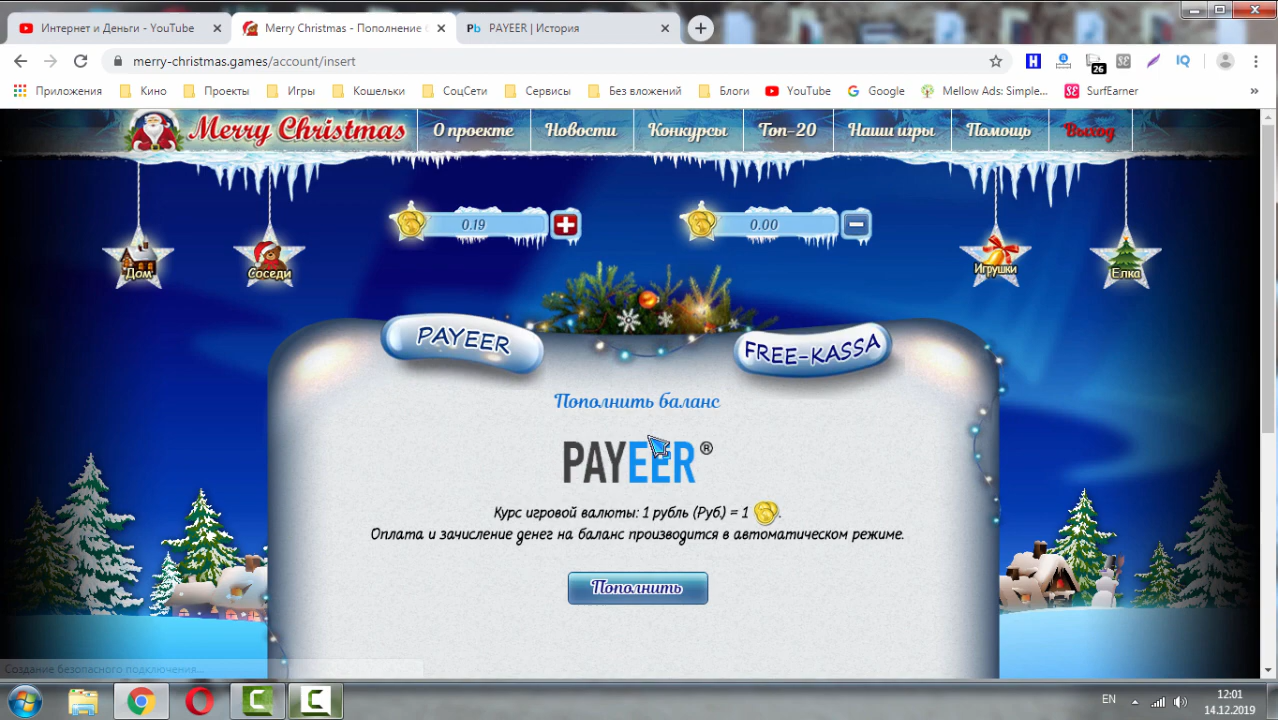 Интернет и Деньги - YouTube
Merry Christmas - Пополнение
Pb PAYEER | История
merry-christmas.games/account/insert
26
SE
IQ
Приложения
Кино
Проекты
Игры
Кошельки
СоцСети
Сервисы
Без вложений
Блоги
YouTube
Google
Mellow Ads: Simple...
SurfEarner
Merry Christmas
О проекте
Новости
Конкурсы
Топ-20
Наши игры
Помощь
Выход
0.19
0.00
Дом
Соседи
Игрушки
Елка
PAYEER
FREE-KASSA
Пополнить баланс
PAYEER®
Курс игровой валюты: 1 рубль (Руб.) = 1 .
Оплата и зачисление денег на баланс производится в автоматическом режиме.
Пополнить
Создание безопасного подключения...
EN
12:01
14.12.2019